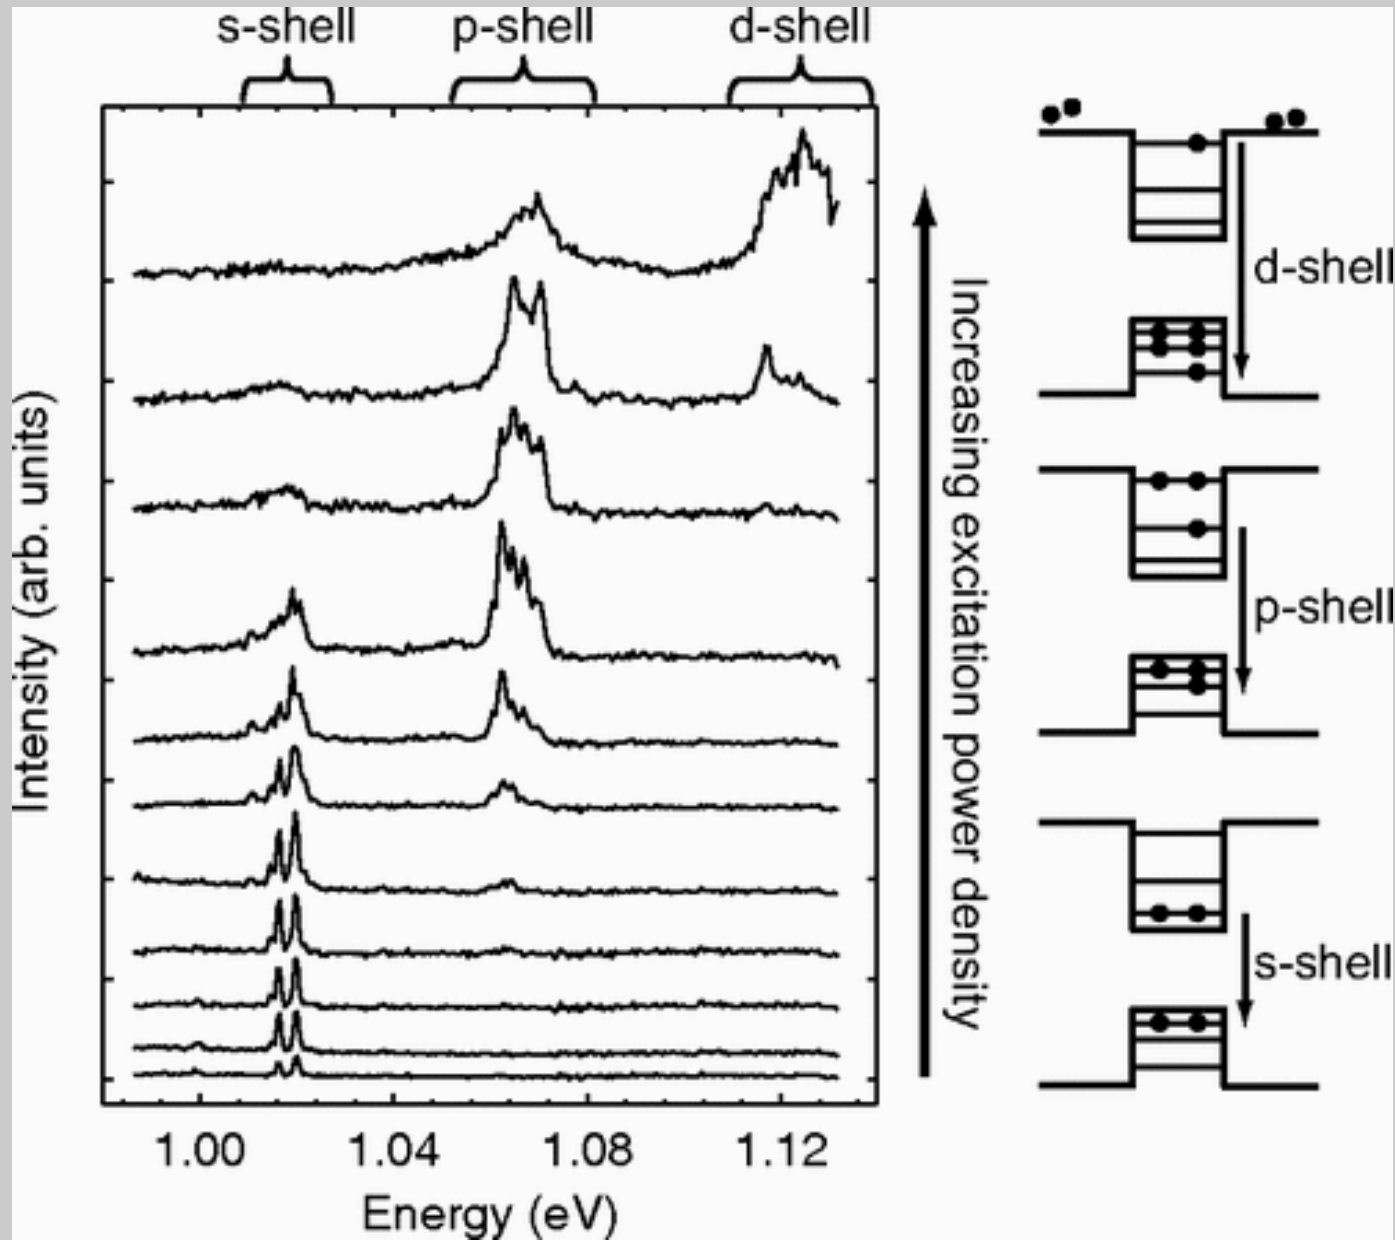 s-shell
p-shell
d-shell
Intensity (arb. units)
1.00
1.04
1.08
1.12
Energy (eV)
Increasing excitation power density
d-shell
p-shell
s-shell